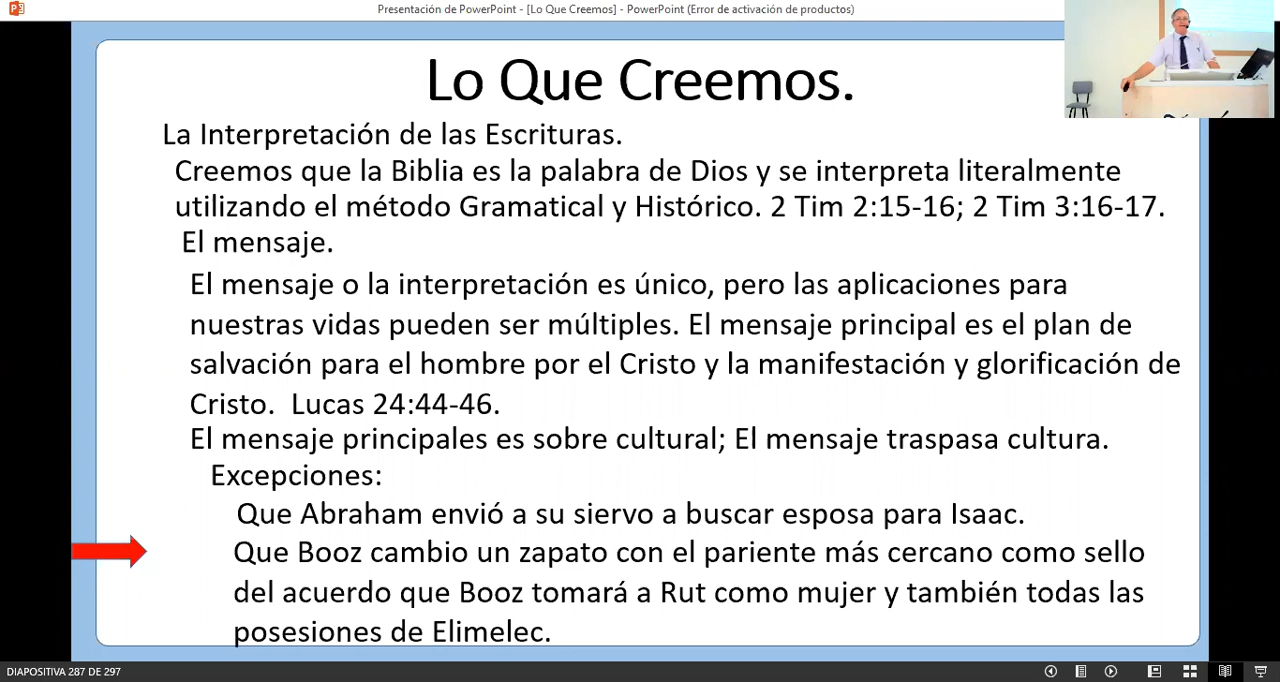 Presentación de PowerPoint - [Lo Que Creemos] - PowerPoint (Error de activación de productos)
Lo Que Creemos.
La Interpretación de las Escrituras.
Creemos que la Biblia es la palabra de Dios y se interpreta literalmente
utilizando el método Gramatical y Histórico. 2 Tim 2:15-16; 2 Tim 3:16-17.
El mensaje.
El mensaje o la interpretación es único, pero las aplicaciones para
nuestras vidas pueden ser múltiples. El mensaje principal es el plan de
salvación para el hombre por el Cristo y la manifestación y glorificación de
Cristo.  Lucas 24:44-46.
El mensaje principales es sobre cultural; El mensaje traspasa cultura.
Excepciones:
Que Abraham envió a su siervo a buscar esposa para Isaac.
Que Booz cambio un zapato con el pariente más cercano como sello
del acuerdo que Booz tomará a Rut como mujer y también todas las
posesiones de Elimelec.
DIAPOSITIVA 287 DE 297